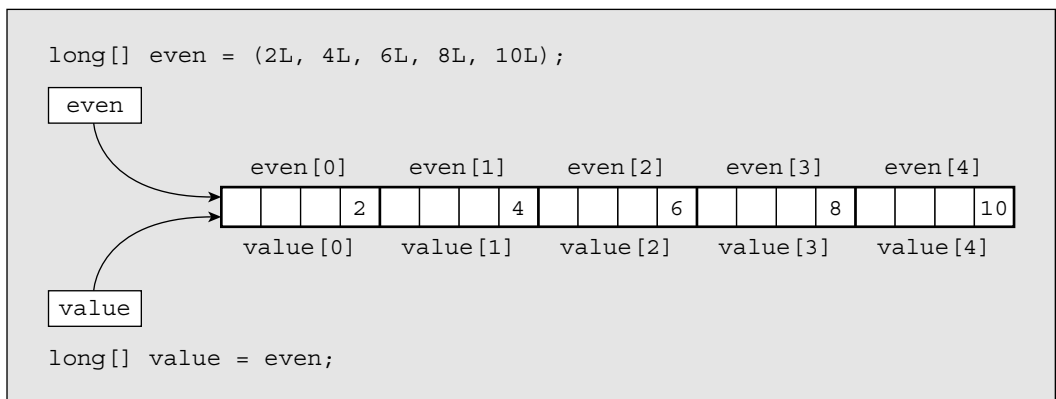 long[] even = (2L, 4L, 6L, 8L, 10L);
even
even[0] even[1] even[2] even[3] even[4]
2 4 6 8 10
value[0] value[1] value[2] value[3] value[4]
value
long[] value = even;